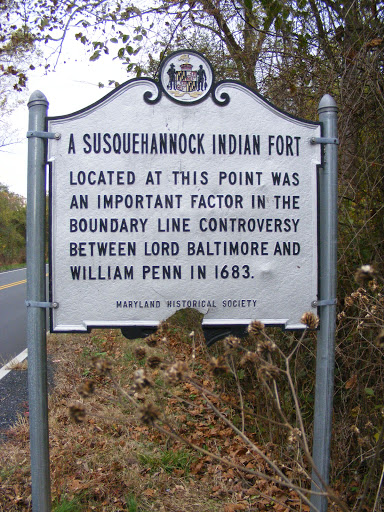 A SUSQUEHANNOCK INDIAN FORT
LOCATED AT THIS POINT WAS
AN IMPORTANT FACTOR IN THE
BOUNDARY LINE CONTROVERSY
BETWEEN LORD BALTIMORE AND
WILLIAM PENN IN 1683.
MARYLAND HISTORICAL SOCIETY